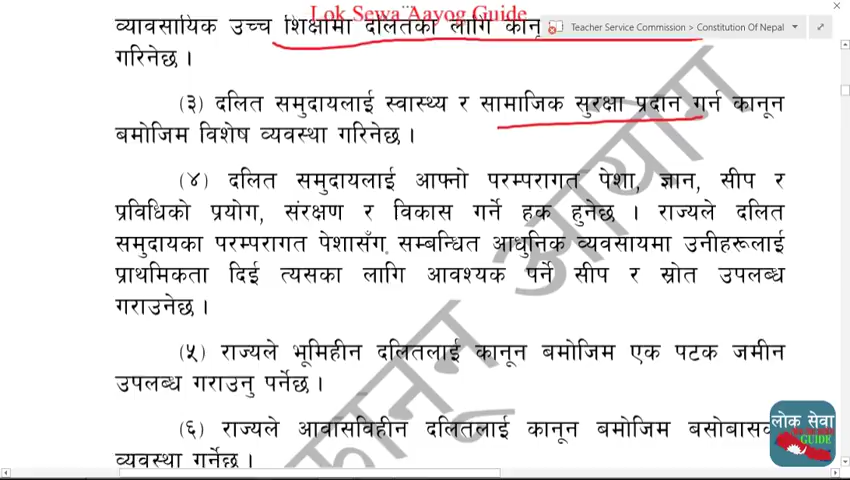 Lok Sewa Aayog Guide
Teacher Service Commission > Constitution Of Nepal
व्यावसायिक उच्च शिक्षामा दलितका लागि
गरिनेछ ।
(३) दलित समुदायलाई स्वास्थ्य र सामाजिक सुरक्षा प्रदान गर्न कानून
बमोजिम विशेष व्यवस्था गरिनेछ ।
(४) दलित समुदायलाई आफ्नो परम्परागत पेशा, ज्ञान, सीप र
प्रविधिको प्रयोग, संरक्षण र विकास गर्ने हक हुनेछ । राज्यले दलित
समुदायका परम्परागत पेशासँग सम्बन्धित आधुनिक व्यवसायमा उनीहरूलाई
प्राथमिकता दिई त्यसका लागि आवश्यक पर्ने सीप र स्रोत उपलब्ध
गराउनेछ ।
(५) राज्यले भूमिहीन दलितलाई कानून बमोजिम एक पटक जमीन
उपलब्ध गराउनु पर्नेछ ।
(६) राज्यले आवासविहीन दलितलाई कानून बमोजिम
व्यवस्था गर्नेछ ।
कानून आयोग
लोक सेवा
GUIDE